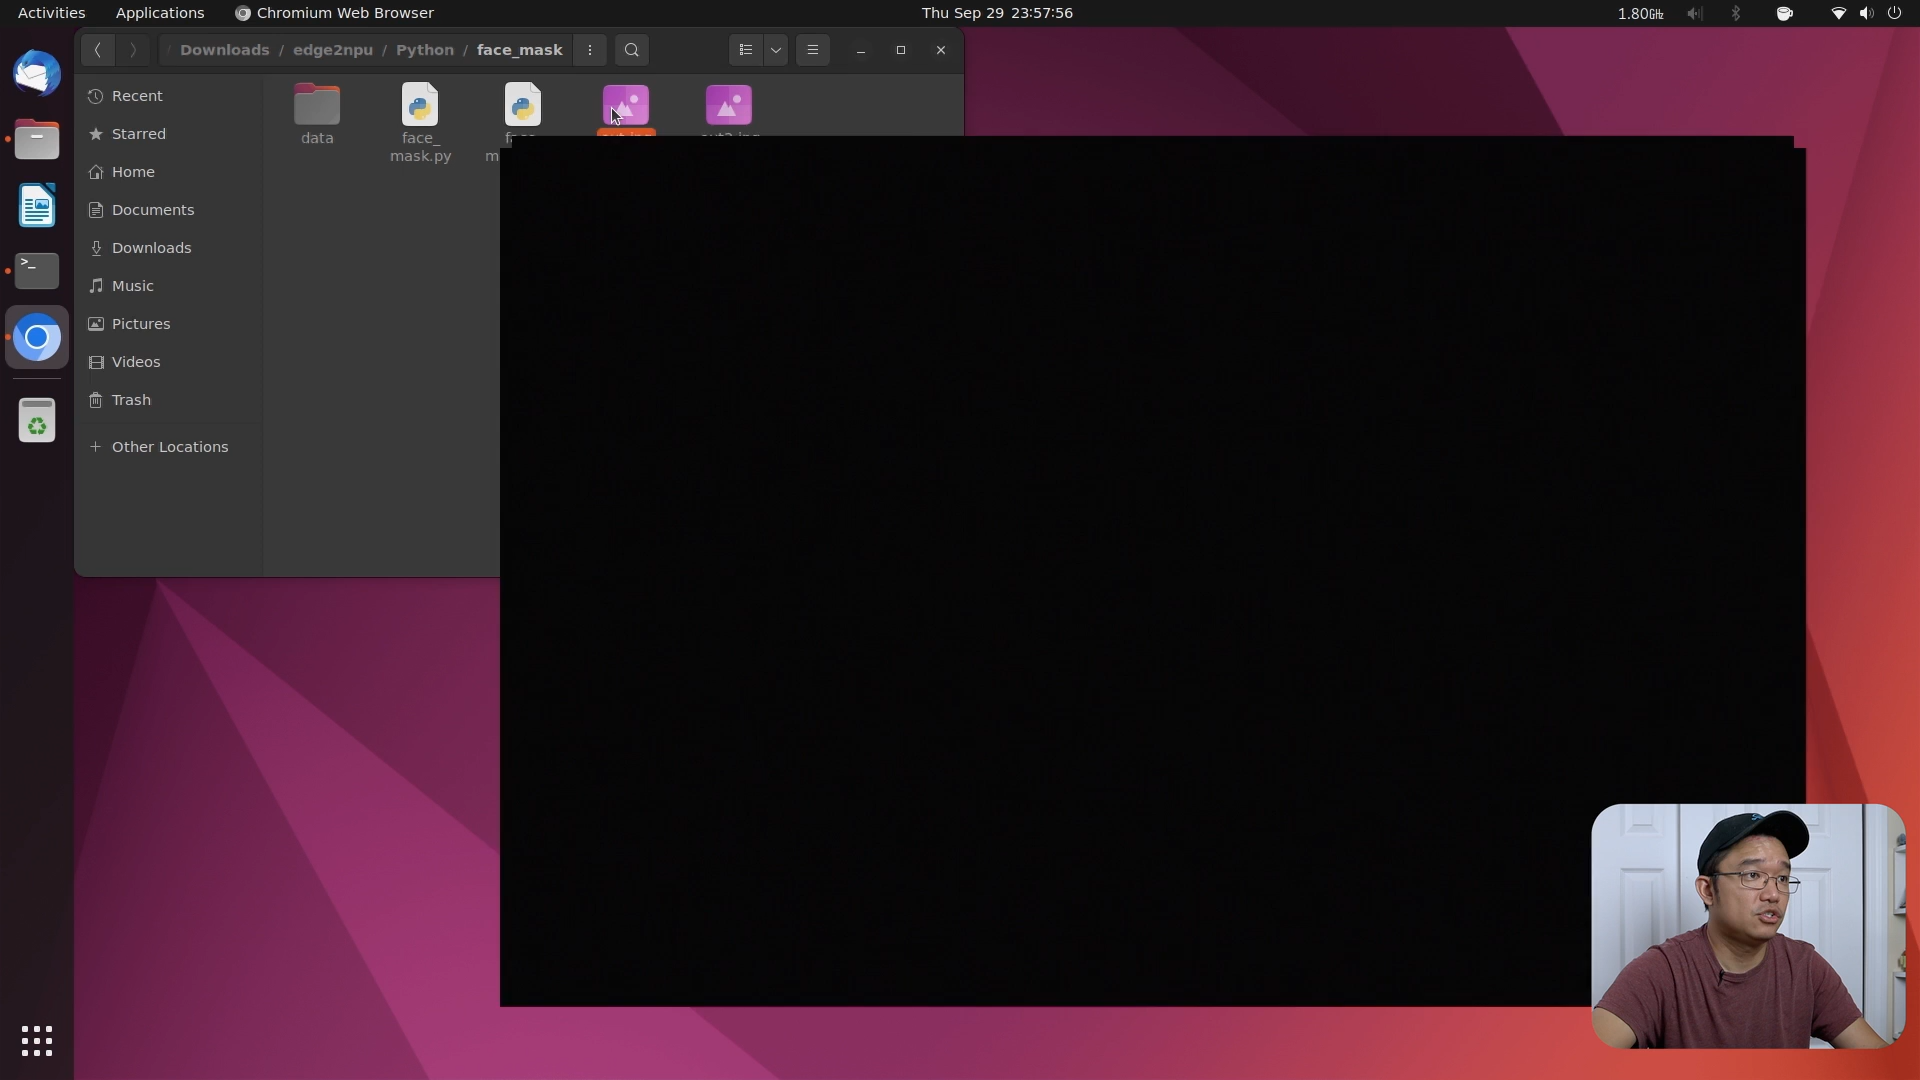 Activities Applications Chromium Web Browser Thu Sep 29 23:57:56 1.80GHz
/ Downloads / edge2npu / Python / face_mask
Recent
Starred
Home
Documents
Downloads
Music
Pictures
Videos
Trash
Other Locations
data
face_
mask.py